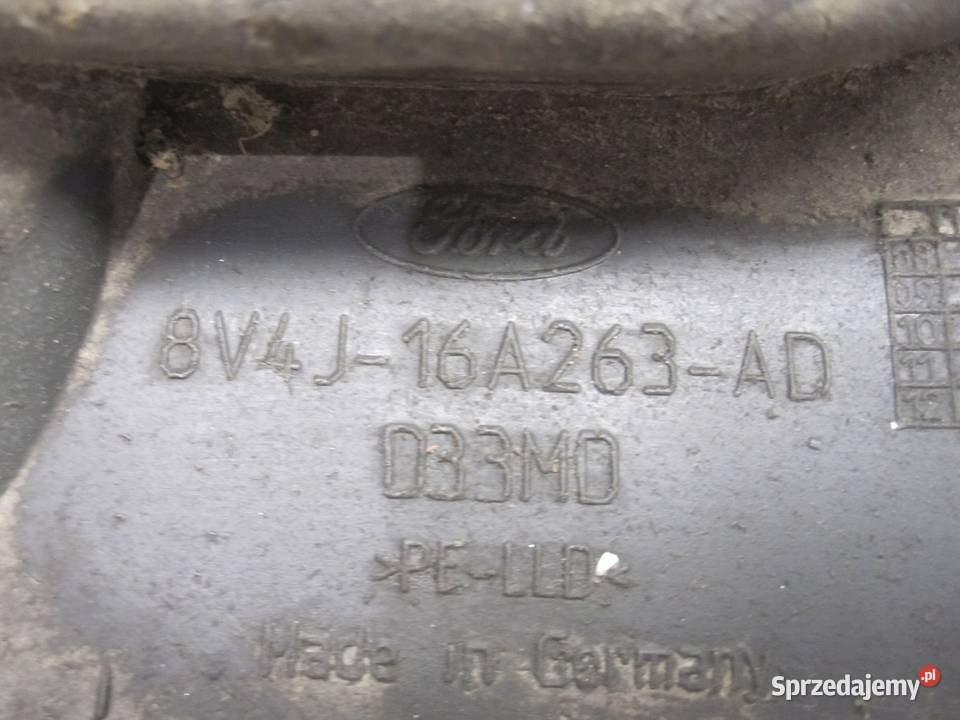 Ford
8V4J-16A263-AD
D33MD
>PE-LLD<
Made in Germany
08
09
10
11
12
Sprzedajemy.pl